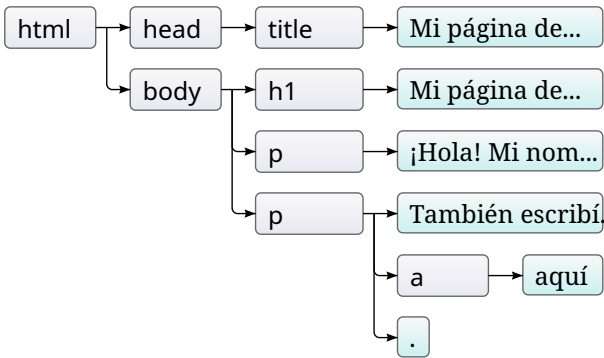 html head title Mi página de...
body h1 Mi página de...
p ¡Hola! Mi nom...
p También escribí.
a aquí
.